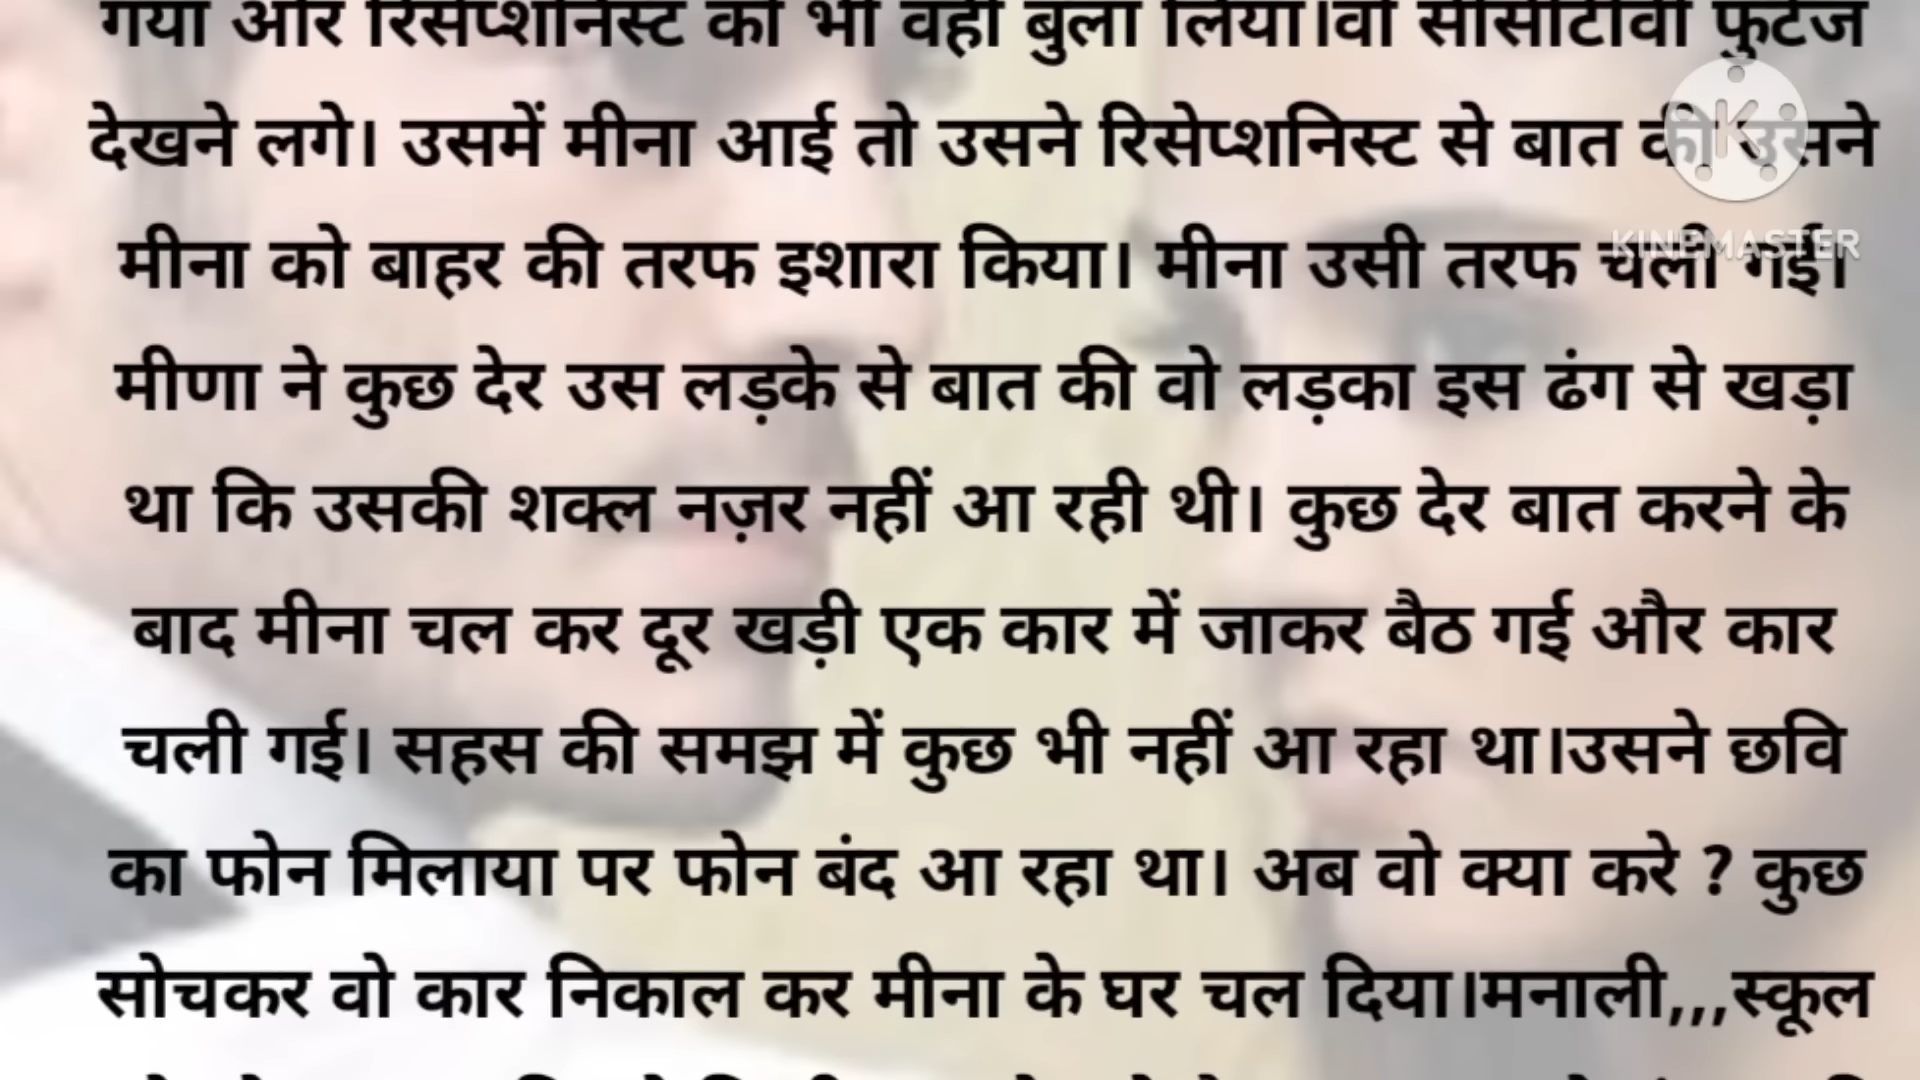 गया और रिसेप्शनिस्ट को भी वहीं बुला लिया।वो सीसीटीवी फुटेज
देखने लगे। उसमें मीना आई तो उसने रिसेप्शनिस्ट से बात की उसने
मीना को बाहर की तरफ इशारा किया। मीना उसी तरफ चली गई।
मीणा ने कुछ देर उस लड़के से बात की वो लड़का इस ढंग से खड़ा
था कि उसकी शक्ल नज़र नहीं आ रही थी। कुछ देर बात करने के
बाद मीना चल कर दूर खड़ी एक कार में जाकर बैठ गई और कार
चली गई। सहस की समझ में कुछ भी नहीं आ रहा था।उसने छवि
का फोन मिलाया पर फोन बंद आ रहा था। अब वो क्या करे ? कुछ
सोचकर वो कार निकाल कर मीना के घर चल दिया।मनाली,,,स्कूल
K
KINEMASTER